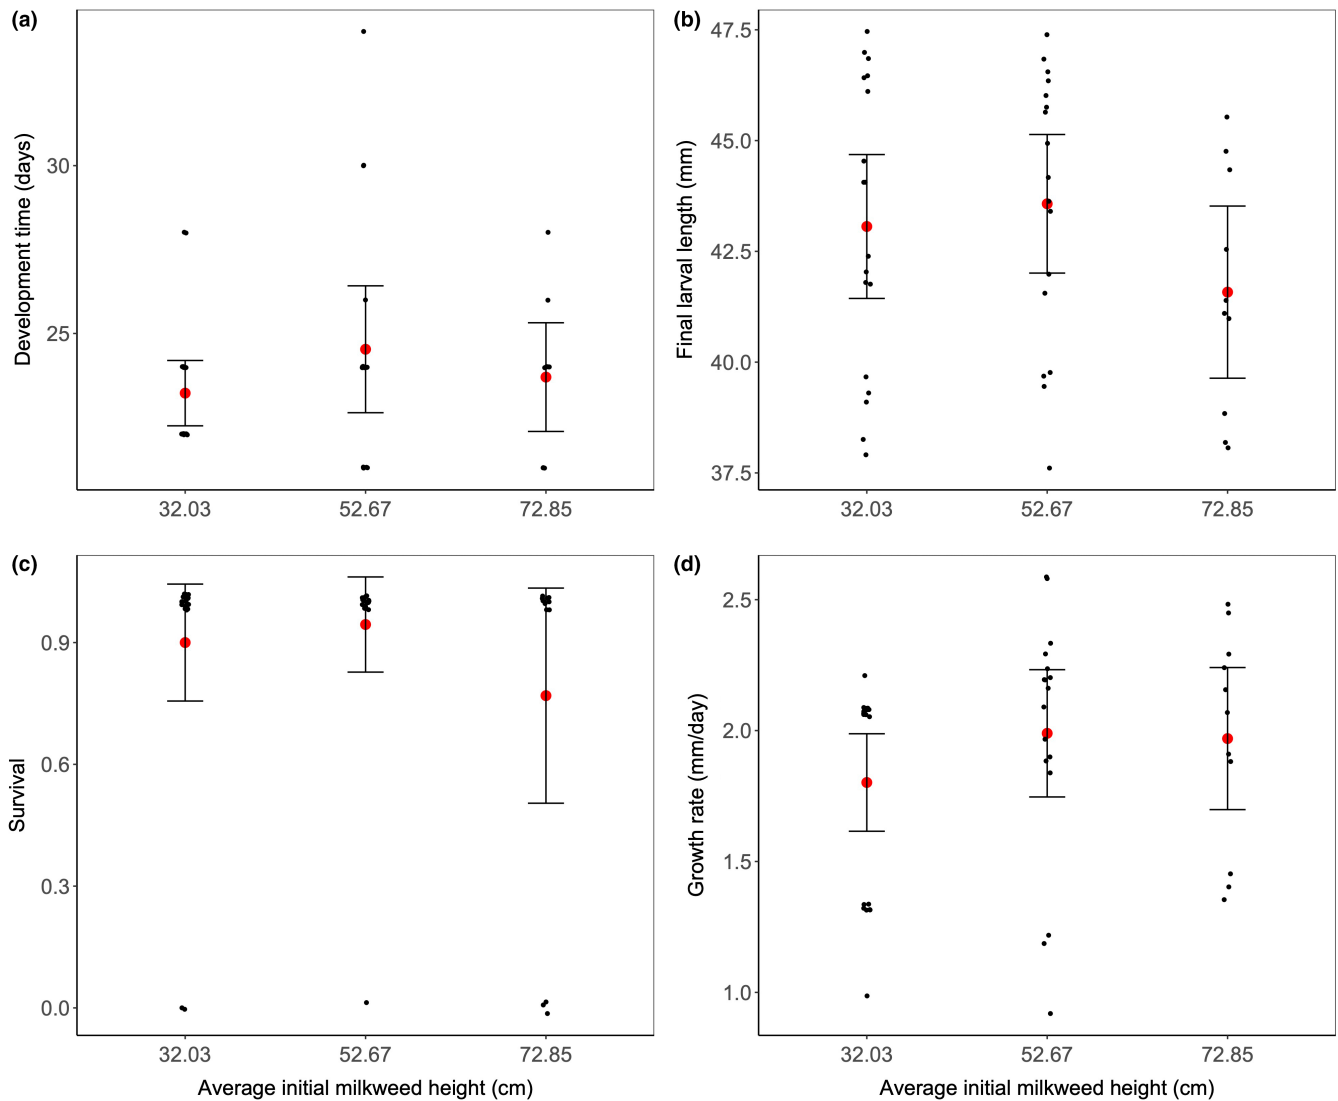 (a)
Development time (days)
30
25
32.03 52.67 72.85
(b)
Final larval length (mm)
47.5
45.0
42.5
40.0
37.5
32.03 52.67 72.85
(c)
Survival
0.9
0.6
0.3
0.0
32.03 52.67 72.85
Average initial milkweed height (cm)
(d)
Growth rate (mm/day)
2.5
2.0
1.5
1.0
32.03 52.67 72.85
Average initial milkweed height (cm)